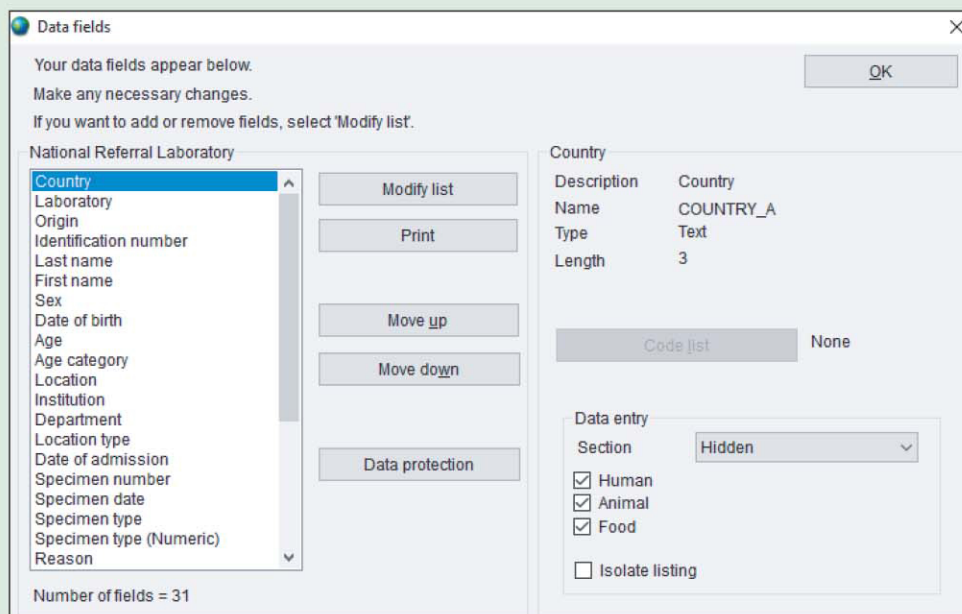 Data fields
Your data fields appear below.
Make any necessary changes.
If you want to add or remove fields, select 'Modify list'.
OK
National Referral Laboratory
Country
Laboratory
Origin
Identification number
Last name
First name
Sex
Date of birth
Age
Age category
Location
Institution
Department
Location type
Date of admission
Specimen number
Specimen date
Specimen type
Specimen type (Numeric)
Reason
Number of fields = 31
Modify list
Print
Move up
Move down
Data protection
Country
Description Country
Name COUNTRY_A
Type Text
Length 3
Code list None
Data entry
Section Hidden
Human
Animal
Food
Isolate listing